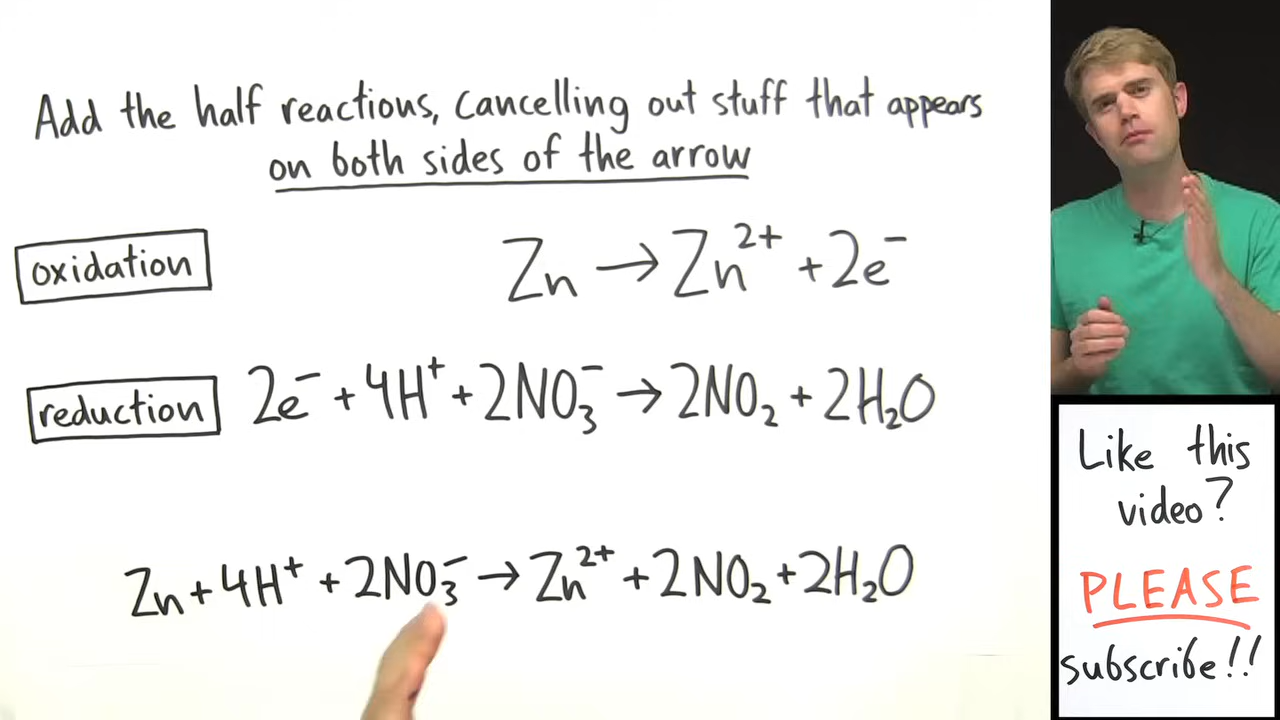 Add the half reactions, cancelling out stuff that appears
on both sides of the arrow
oxidation
Zn → Zn²⁺ + 2e⁻
reduction
2e⁻ + 4H⁺ + 2NO₃⁻ → 2NO₂ + 2H₂O
Zn + 4H⁺ + 2NO₃⁻ → Zn²⁺ + 2NO₂ + 2H₂O
Like this
video?
PLEASE
subscribe!!